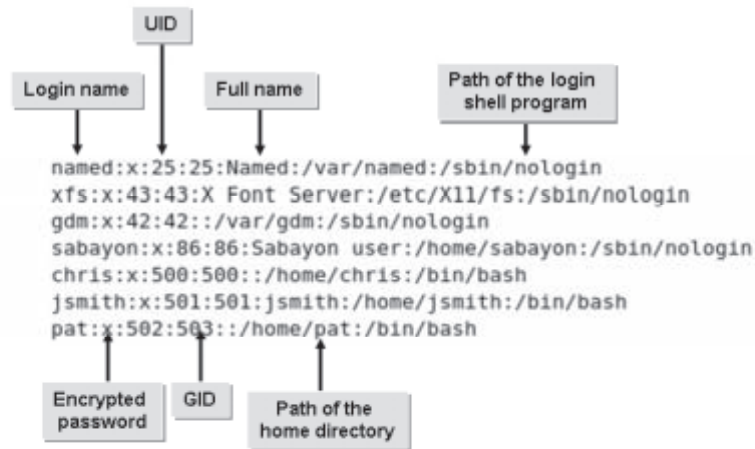 UID
Login name
Full name
Path of the login
shell program
named:x:25:25:Named:/var/named:/sbin/nologin
xfs:x:43:43:X Font Server:/etc/X11/fs:/sbin/nologin
gdm:x:42:42::/var/gdm:/sbin/nologin
sabayon:x:86:86:Sabayon user:/home/sabayon:/sbin/nologin
chris:x:500:500::/home/chris:/bin/bash
jsmith:x:501:501:jsmith:/home/jsmith:/bin/bash
pat:x:502:503::/home/pat:/bin/bash
Encrypted
password
GID
Path of the
home directory